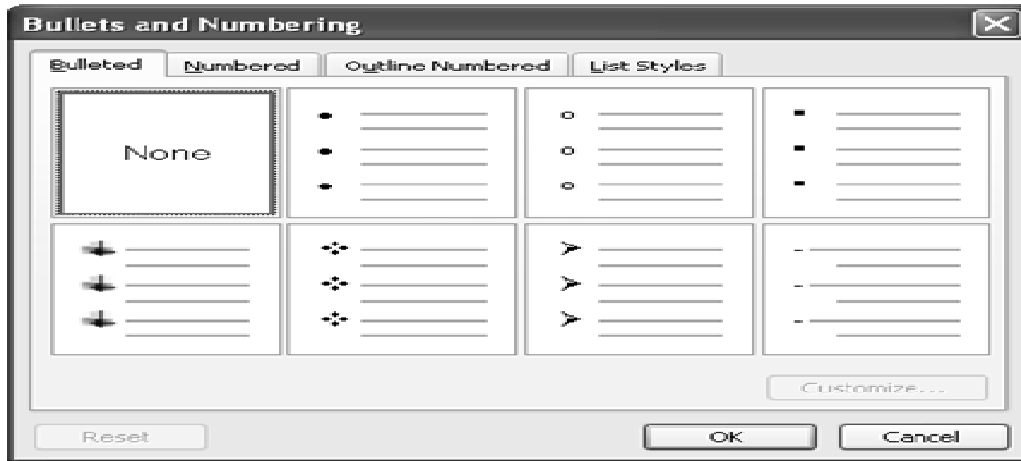 Bullets and Numbering
Bulleted Numbered Outline Numbered List Styles
None
Customize...
Reset OK Cancel